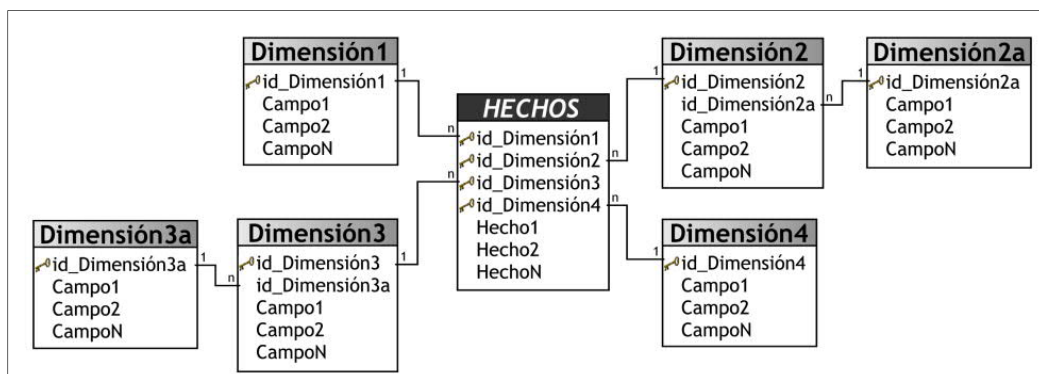 Dimensión1
id_Dimensión1
Campo1
Campo2
CampoN
1
n
HECHOS
id_Dimensión1
id_Dimensión2
id_Dimensión3
id_Dimensión4
Hecho1
Hecho2
HechoN
n
n
n
Dimensión2
id_Dimensión2
id_Dimensión2a
Campo1
Campo2
CampoN
1
n
Dimensión2a
id_Dimensión2a
Campo1
Campo2
CampoN
1
Dimensión3a
id_Dimensión3a
Campo1
Campo2
CampoN
1
n
Dimensión3
id_Dimensión3
id_Dimensión3a
Campo1
Campo2
CampoN
1
Dimensión4
id_Dimensión4
Campo1
Campo2
CampoN
1